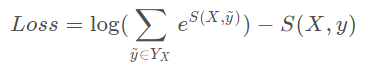 Loss = log(∑_{ỹ∈Y_X} e^{S(X,ỹ)}) − S(X, y)